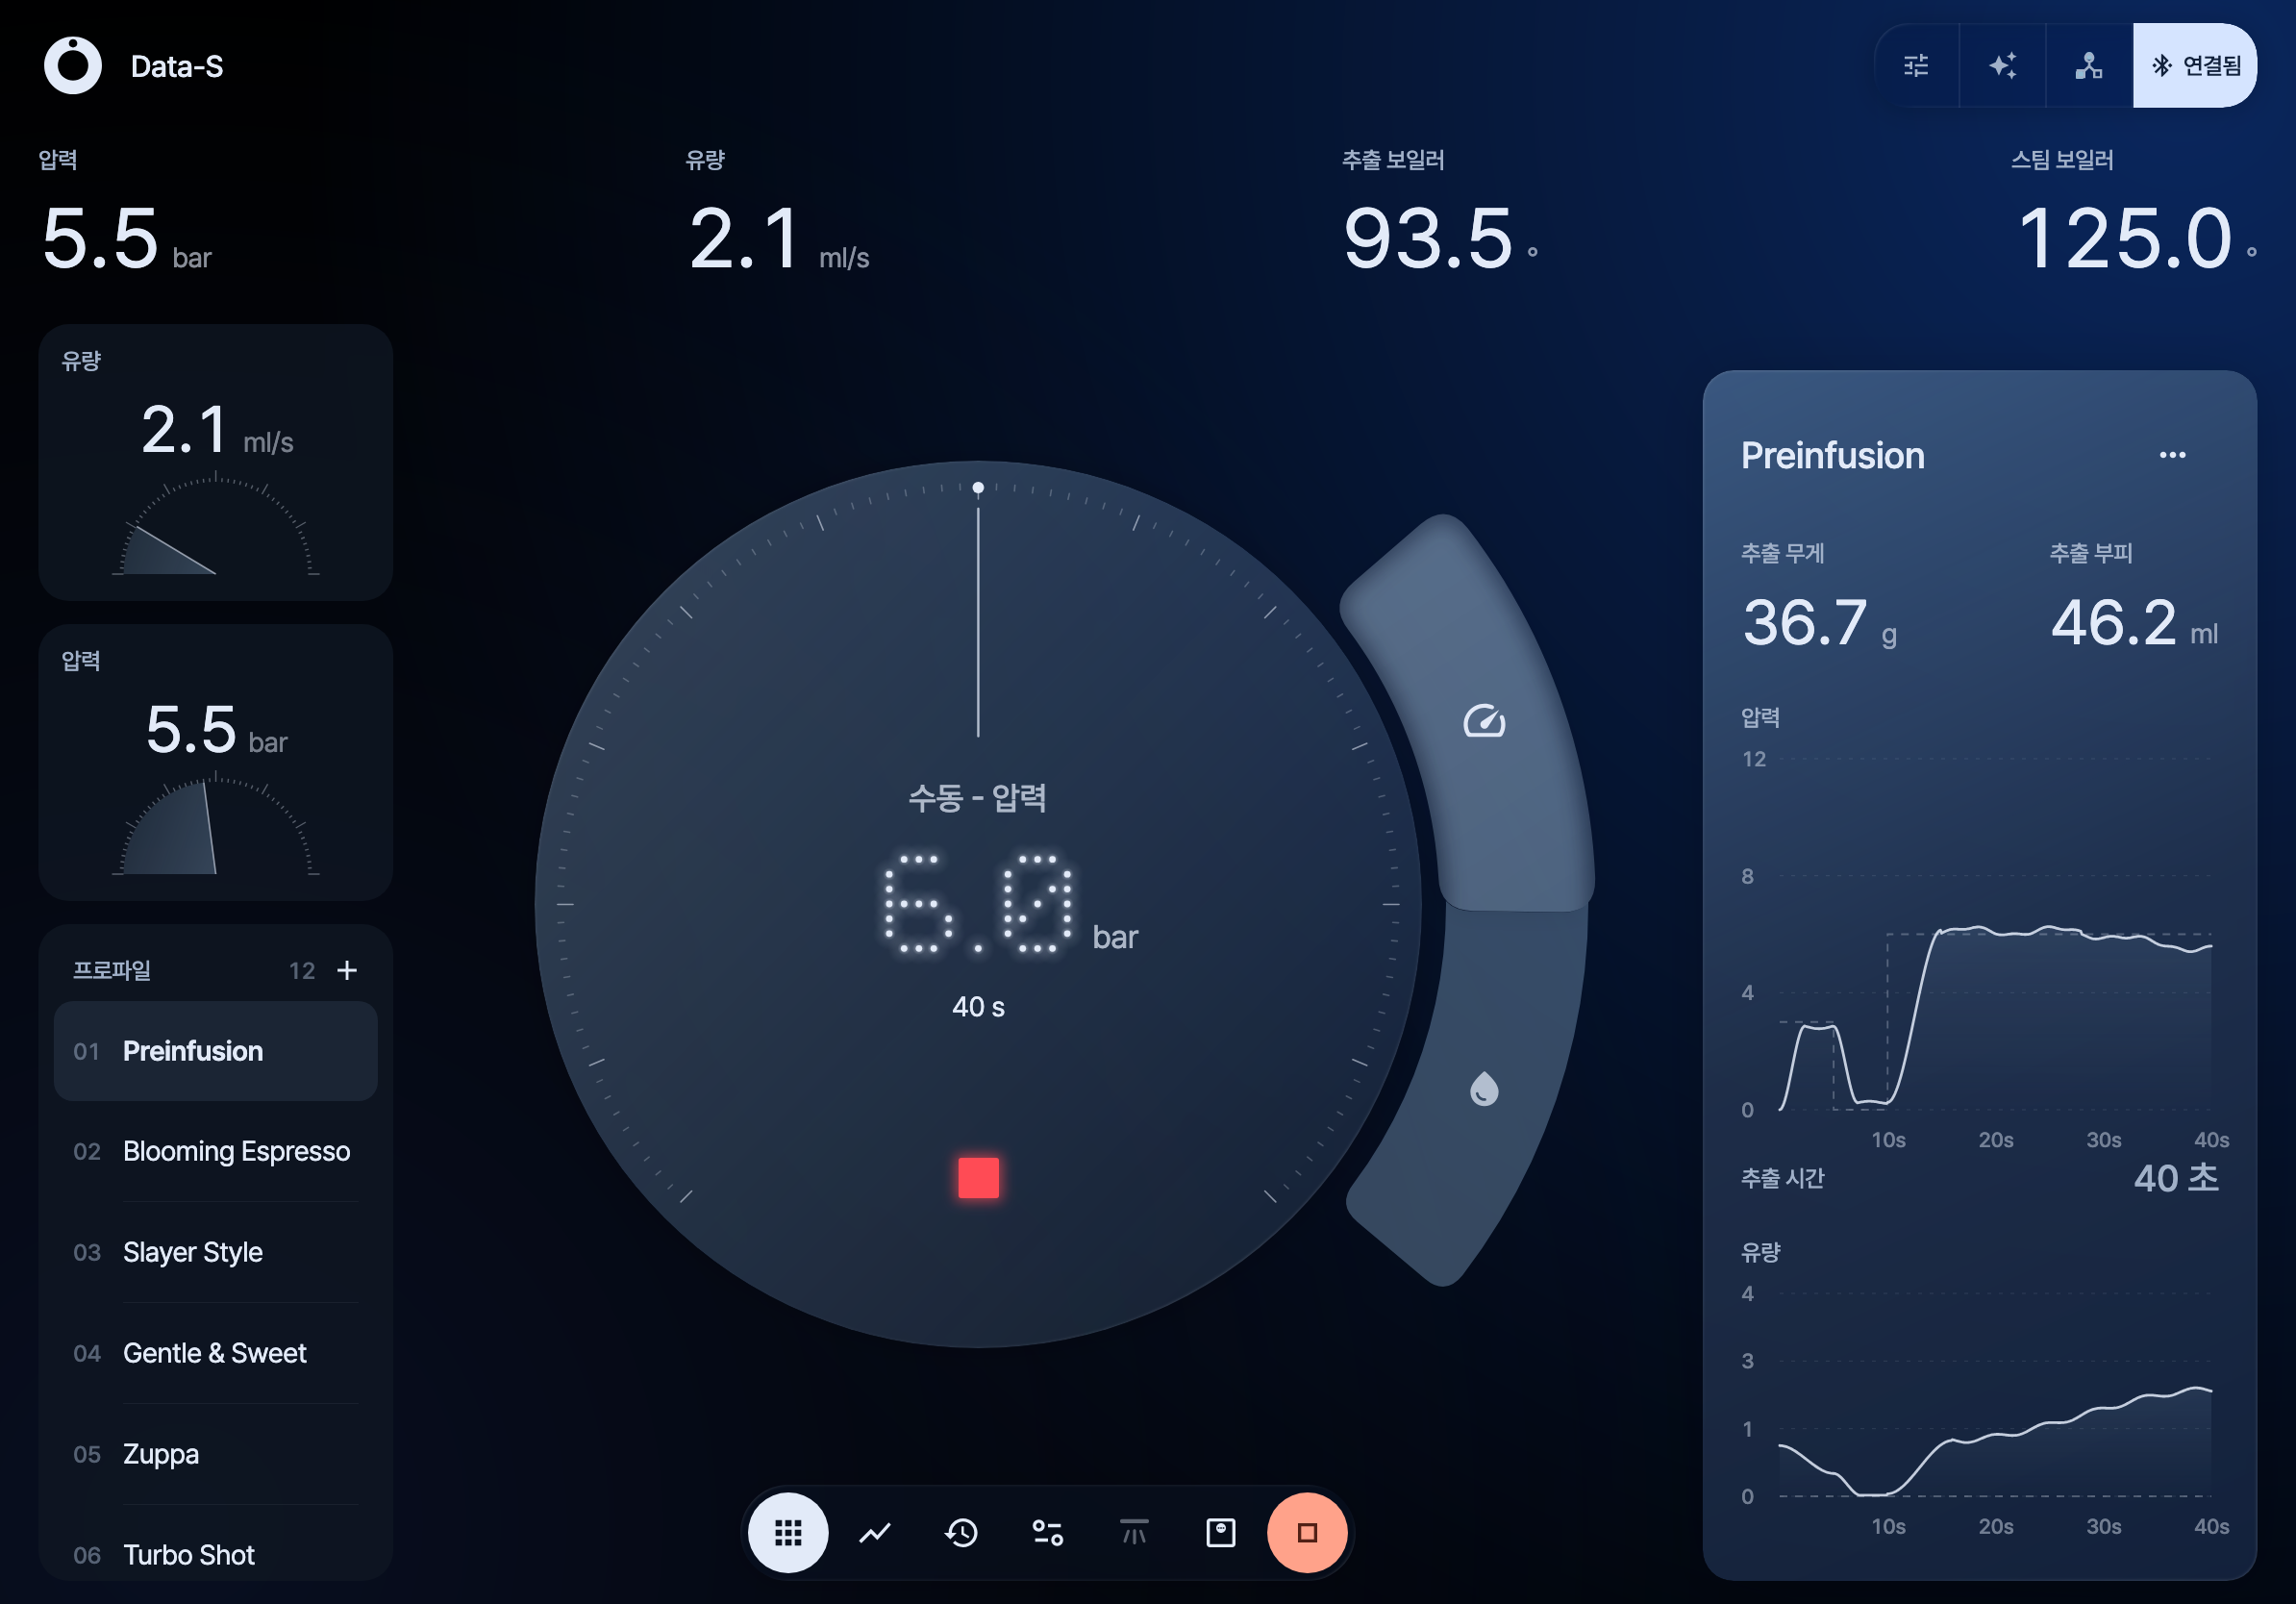 Data-S
연결됨
압력
5.5 bar
유량
2.1 ml/s
추출 보일러
93.5 °
스팀 보일러
125.0 °
유량
2.1 ml/s
압력
5.5 bar
프로파일 12 +
01 Preinfusion
02 Blooming Espresso
03 Slayer Style
04 Gentle & Sweet
05 Zuppa
06 Turbo Shot
수동 - 압력
6.0 bar
40 s
Preinfusion
추출 무게
36.7 g
추출 부피
46.2 ml
압력
12
8
4
0
10s 20s 30s 40s
추출 시간 40 초
유량
4
3
1
0
10s 20s 30s 40s